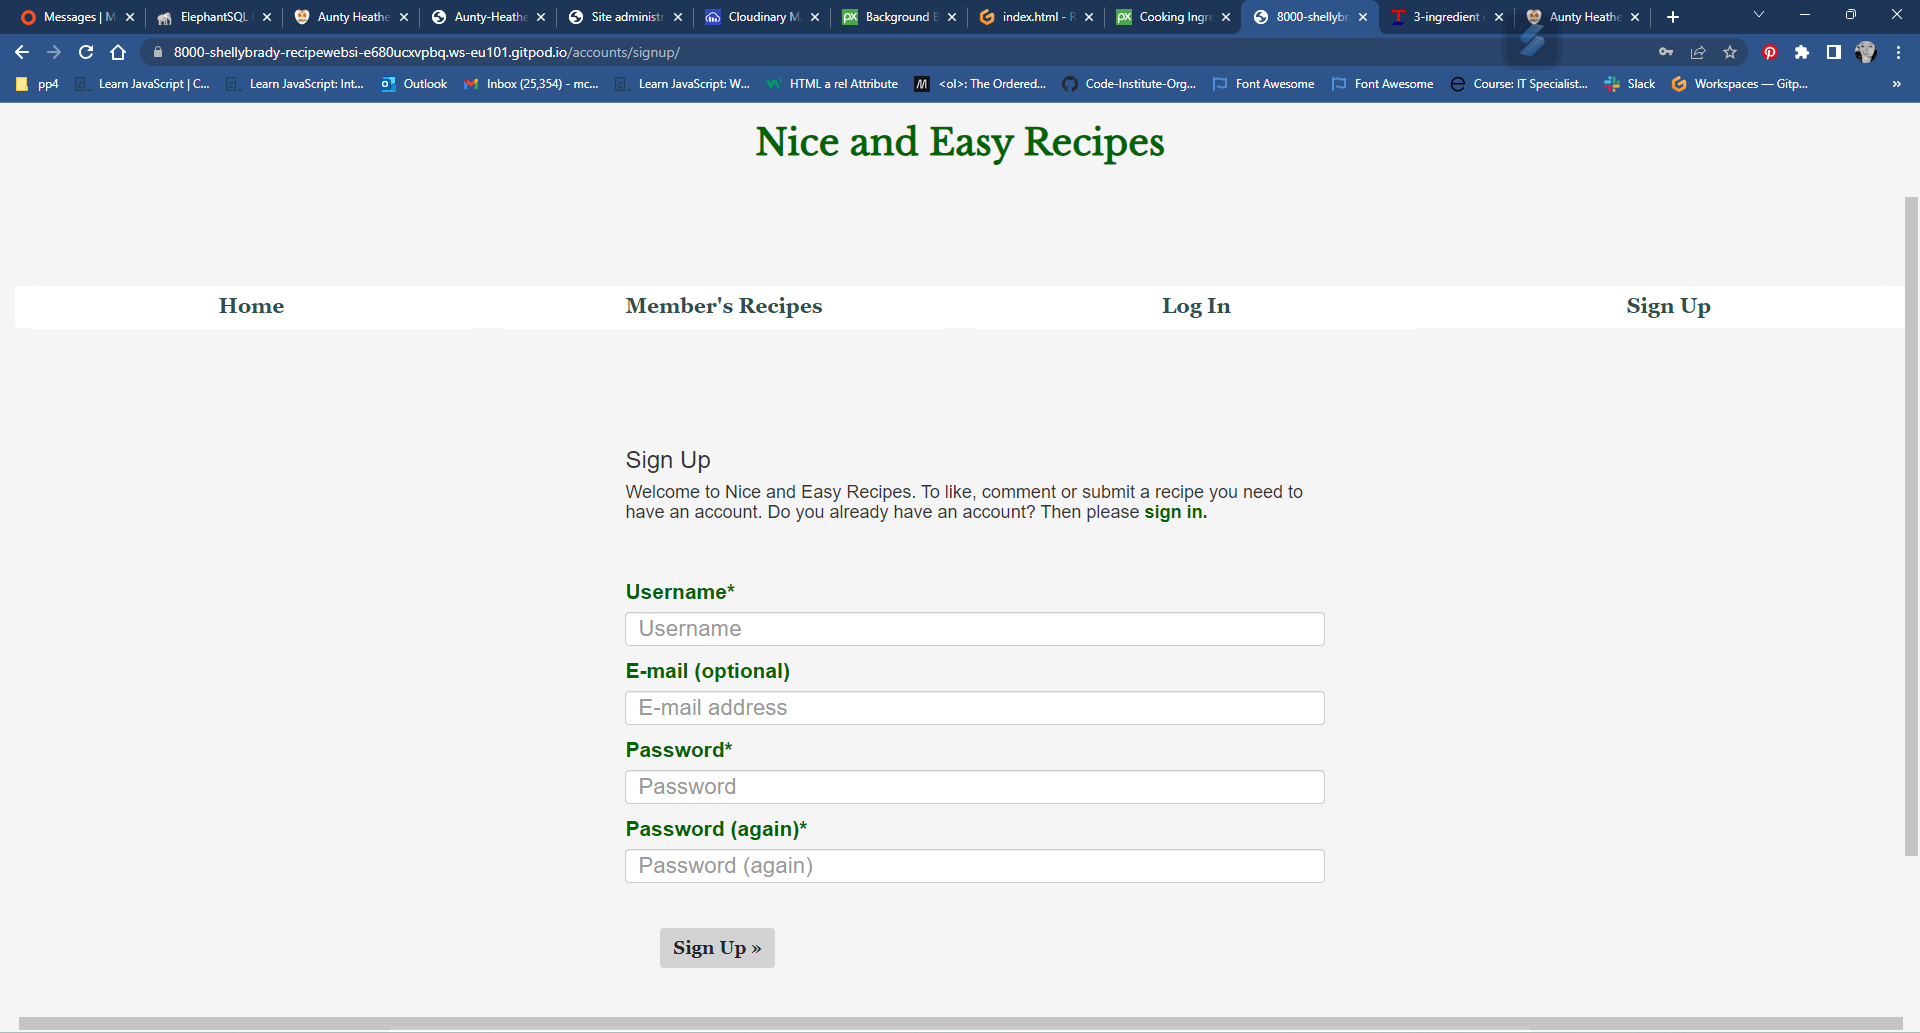 Messages | M
ElephantSQL
Aunty Heathe
Aunty-Heathe
Site administr
Cloudinary M
Background B
index.html - R
Cooking Ingre
8000-shellybr
3-ingredient
Aunty Heathe
8000-shellybrady-recipewebsi-e680ucxvpbq.ws-eu101.gitpod.io/accounts/signup/
pp4
Learn JavaScript | C...
Learn JavaScript: Int...
Outlook
Inbox (25,354) - mc...
Learn JavaScript: W...
HTML a rel Attribute
<ol>: The Ordered...
Code-Institute-Org...
Font Awesome
Font Awesome
Course: IT Specialist...
Slack
Workspaces — Gitp...
»
Nice and Easy Recipes
Home
Member's Recipes
Log In
Sign Up
Sign Up
Welcome to Nice and Easy Recipes. To like, comment or submit a recipe you need to
have an account. Do you already have an account? Then please sign in.
Username*
Username
E-mail (optional)
E-mail address
Password*
Password
Password (again)*
Password (again)
Sign Up »